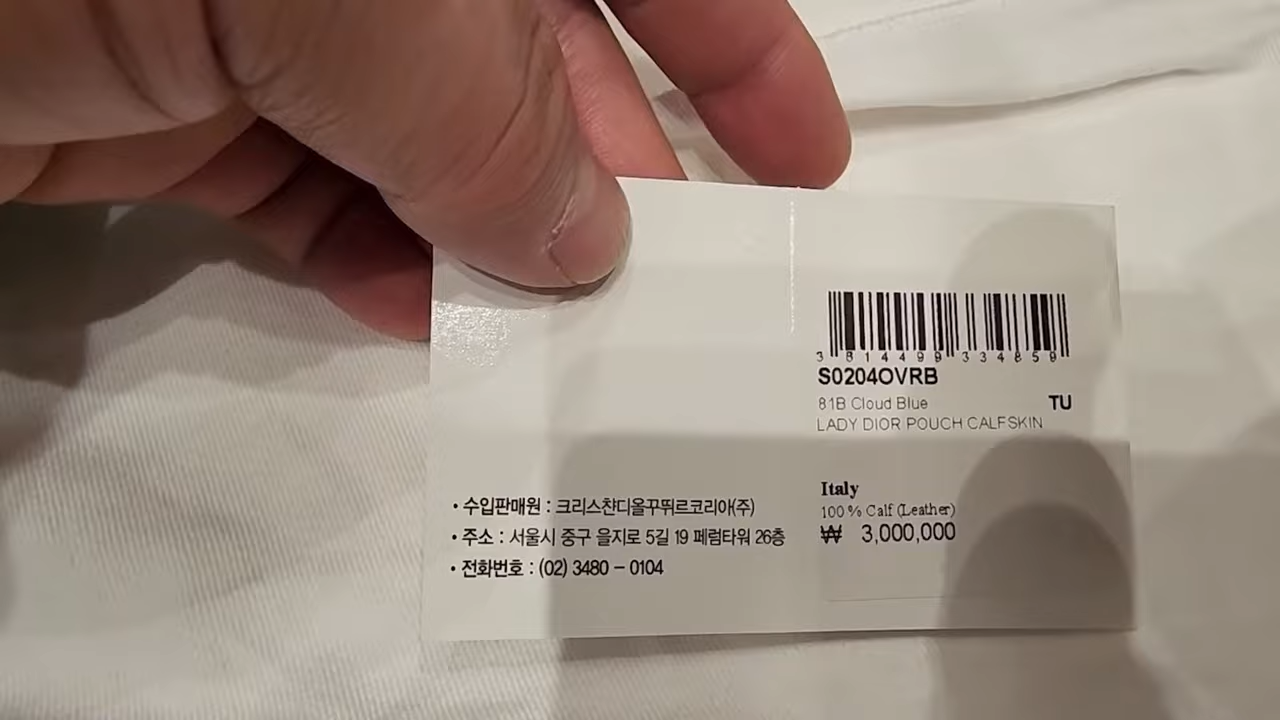 3 614499 334859
S0204OVRB
81B Cloud Blue TU
LADY DIOR POUCH CALFSKIN
Italy
100 % Calf (Leather)
₩ 3,000,000
• 수입판매원 : 크리스챤디올꾸뛰르코리아(주)
• 주소 : 서울시 중구 을지로 5길 19 페럼타워 26층
• 전화번호 : (02) 3480 - 0104